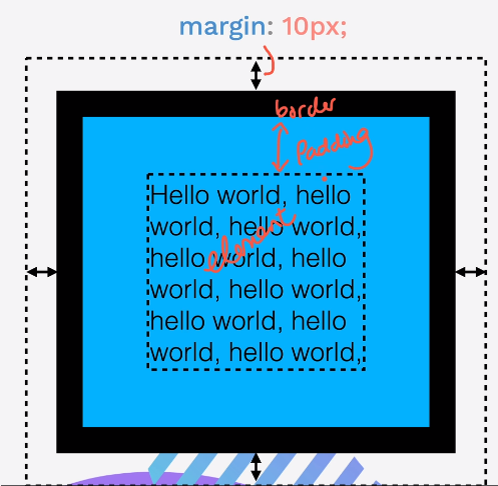 margin: 10px;
border
Padding
Hello world, hello
world, hello world,
hello world, hello
world, hello world,
hello world, hello
world, hello world,
element